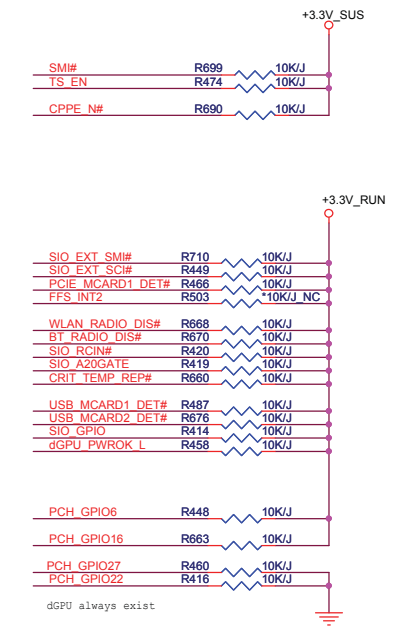 +3.3V_SUS
SMI# R699 10K/J
TS_EN R474 10K/J
CPPE_N# R690 10K/J
+3.3V_RUN
SIO_EXT_SMI# R710 10K/J
SIO_EXT_SCI# R449 10K/J
PCIE_MCARD1_DET# R466 10K/J
FFS_INT2 R503 *10K/J_NC
WLAN_RADIO_DIS# R668 10K/J
BT_RADIO_DIS# R670 10K/J
SIO_RCIN# R420 10K/J
SIO_A20GATE R419 10K/J
CRIT_TEMP_REP# R660 10K/J
USB_MCARD1_DET# R487 10K/J
USB_MCARD2_DET# R676 10K/J
SIO_GPIO R414 10K/J
dGPU_PWROK_L R458 10K/J
PCH_GPIO6 R448 10K/J
PCH_GPIO16 R663 10K/J
PCH_GPIO27 R460 10K/J
PCH_GPIO22 R416 10K/J
dGPU always exist